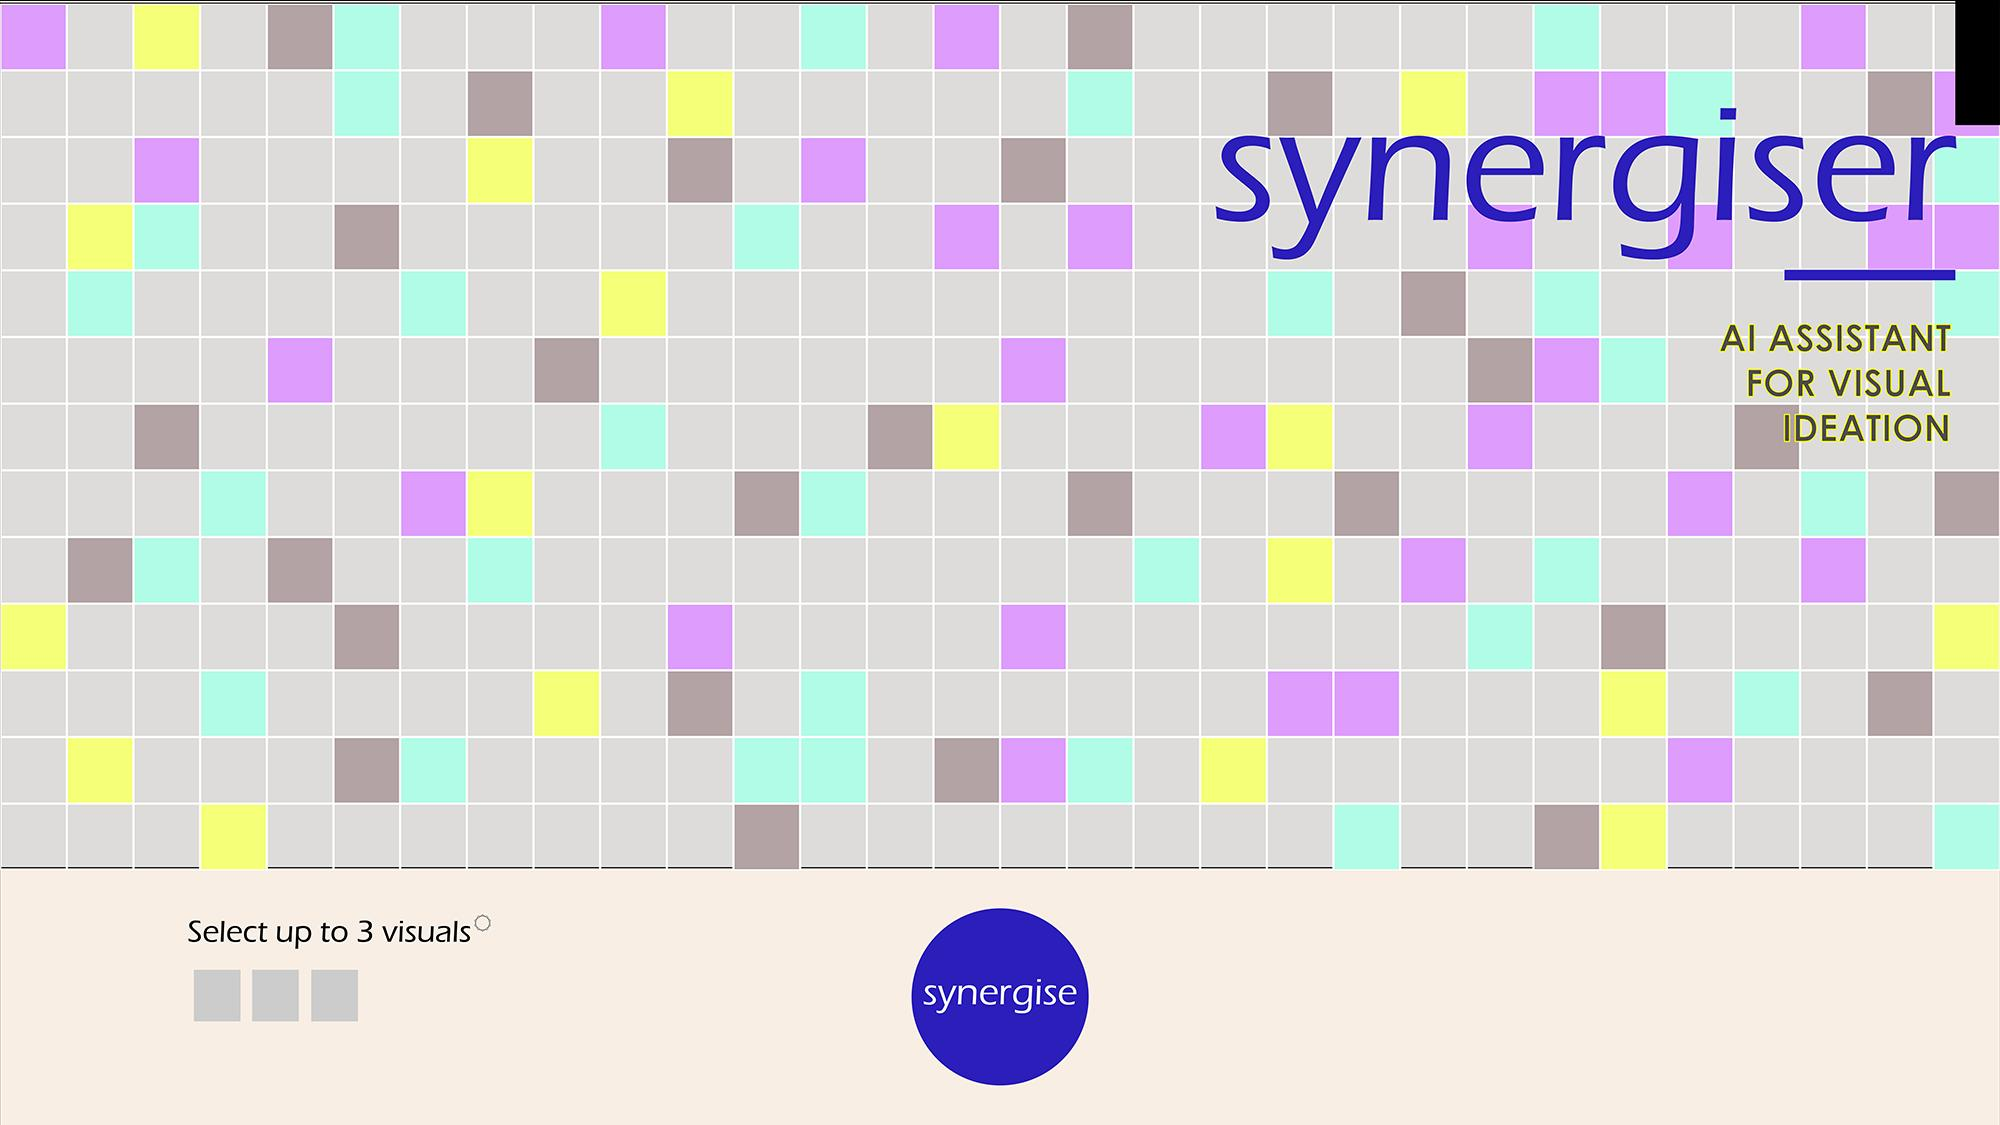 synergiser
AI ASSISTANT
FOR VISUAL
IDEATION
Select up to 3 visuals
synergise